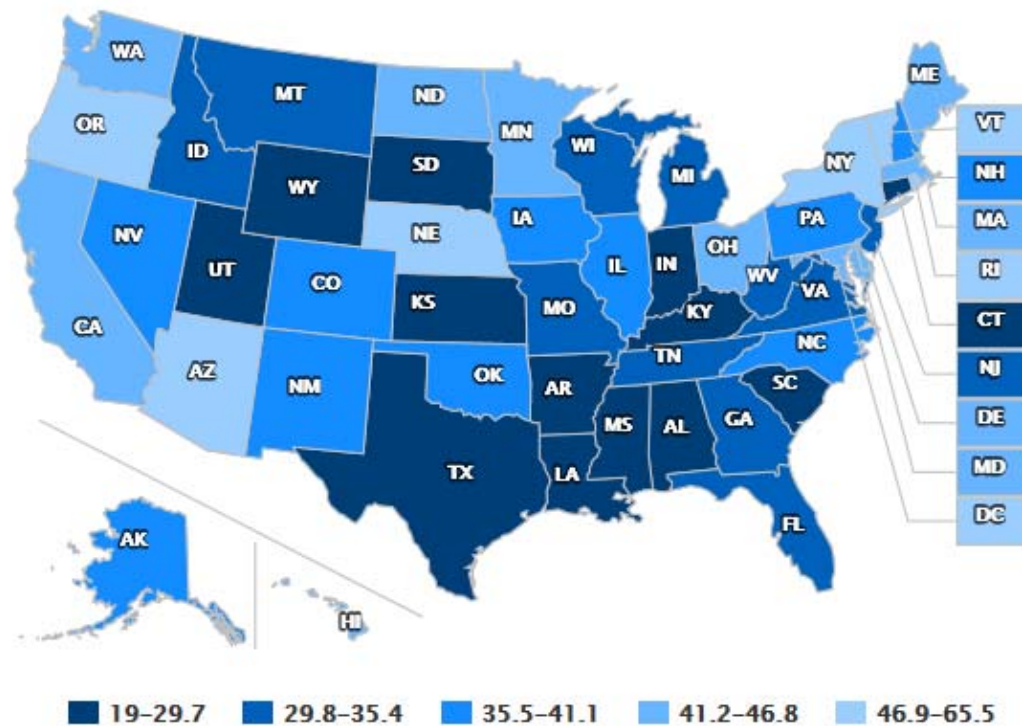 WA
MT
ND
ME
OR
MN
VT
ID
WI
NY
SD
MI
NH
WY
IA
PA
MA
NE
NV
OH
IL
IN
RI
UT
CO
WV
KS
VA
MO
KY
CT
CA
TN
NC
NJ
AZ
OK
NM
AR
SC
MS
AL
GA
DE
TX
LA
MD
FL
DC
AK
HI
19–29.7 29.8–35.4 35.5–41.1 41.2–46.8 46.9–65.5